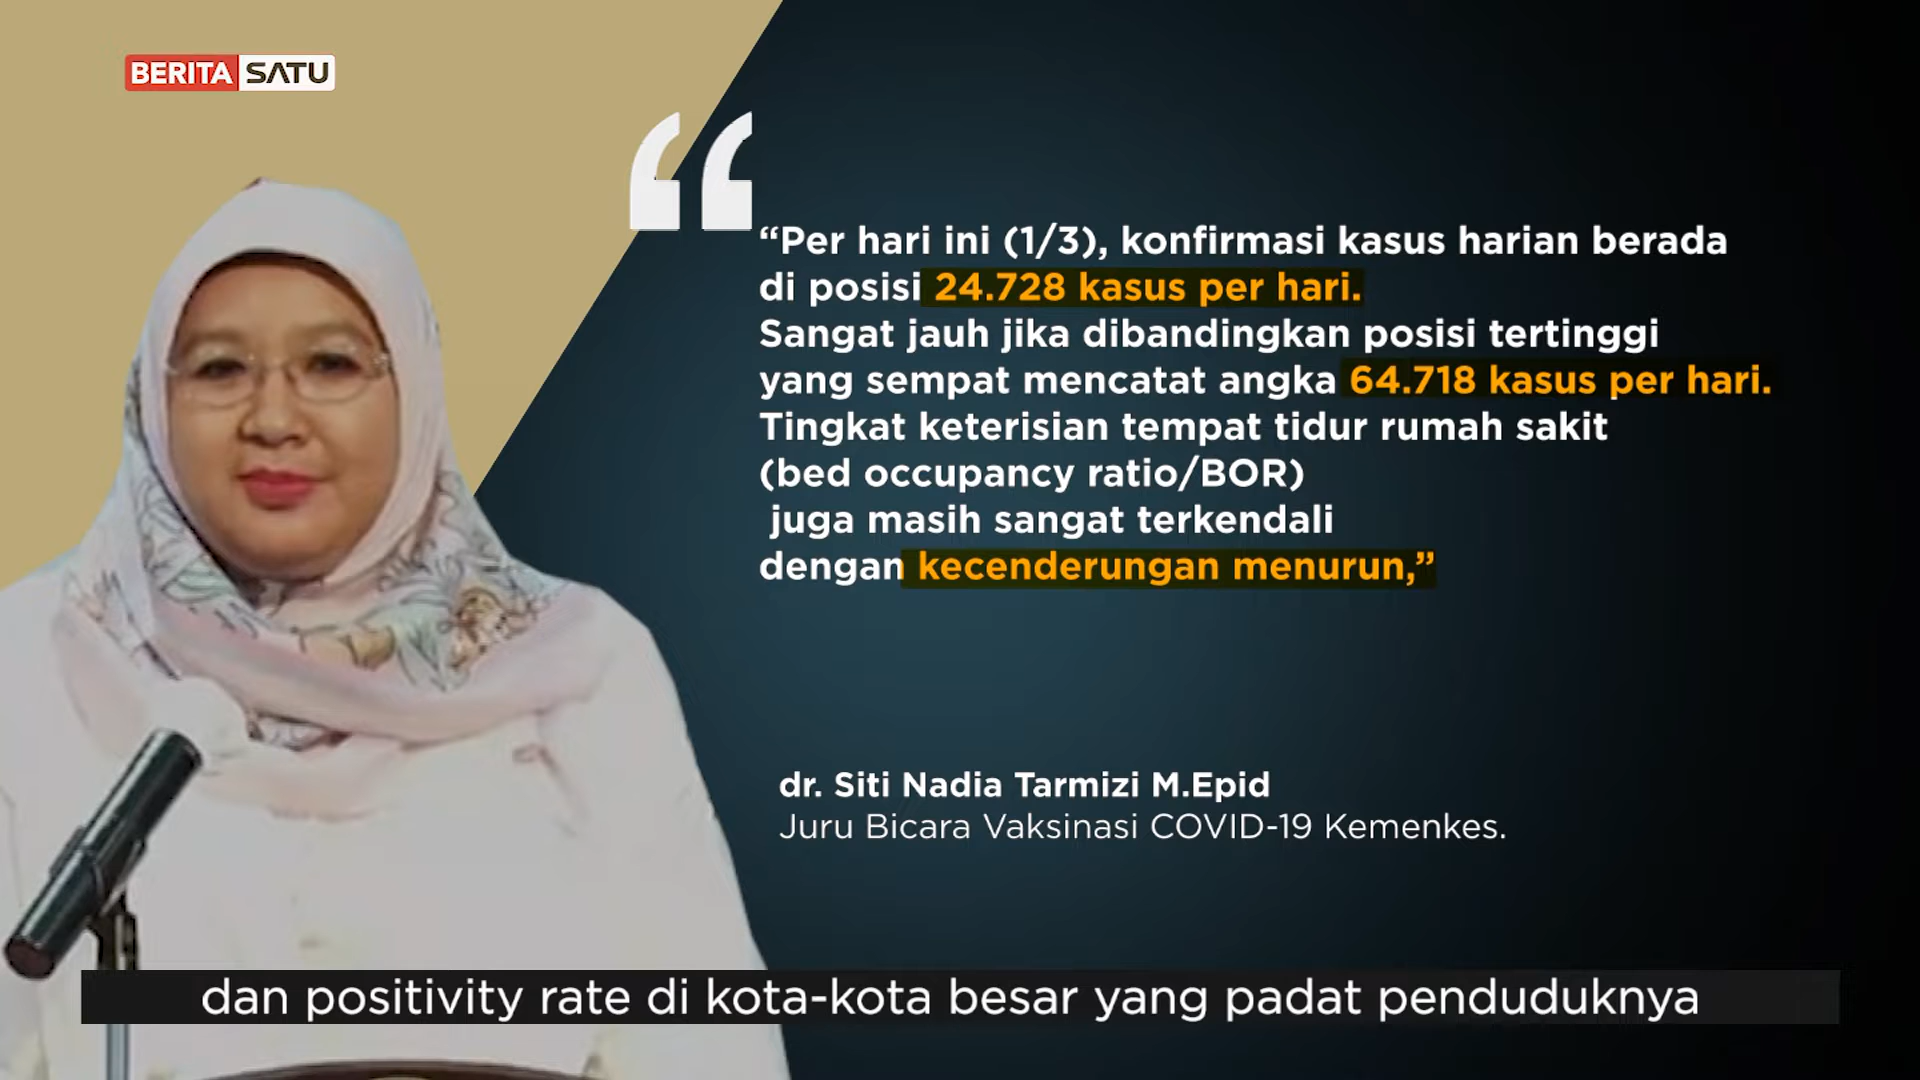 BERITA SATU
“Per hari ini (1/3), konfirmasi kasus harian berada
di posisi 24.728 kasus per hari.
Sangat jauh jika dibandingkan posisi tertinggi
yang sempat mencatat angka 64.718 kasus per hari.
Tingkat keterisian tempat tidur rumah sakit
(bed occupancy ratio/BOR)
juga masih sangat terkendali
dengan kecenderungan menurun,”
dr. Siti Nadia Tarmizi M.Epid
Juru Bicara Vaksinasi COVID-19 Kemenkes.
dan positivity rate di kota-kota besar yang padat penduduknya